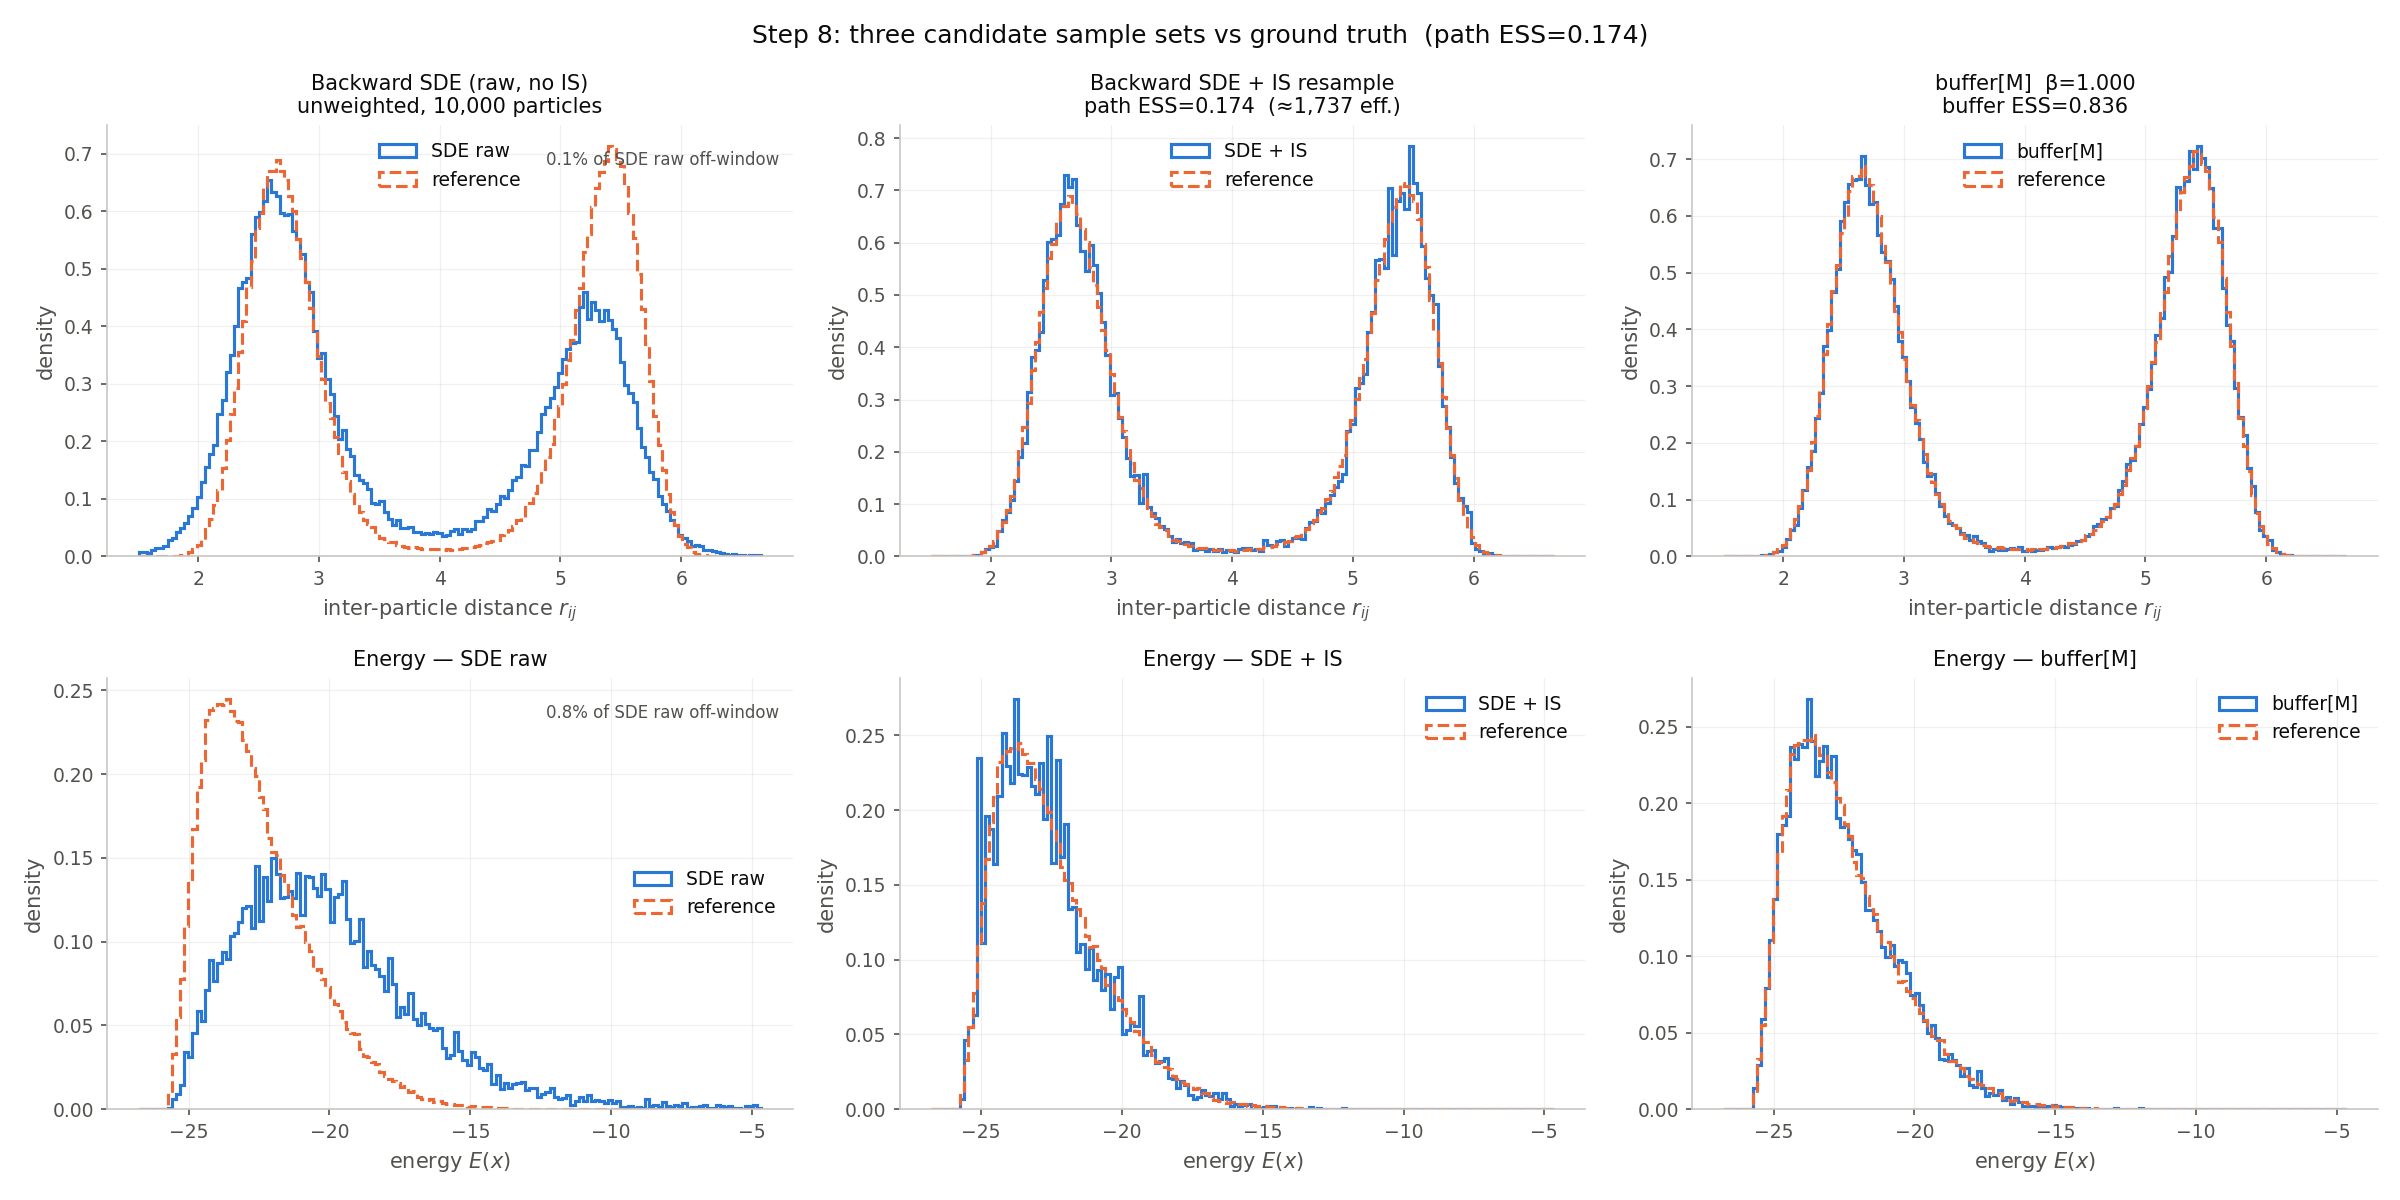 Step 8: three candidate sample sets vs ground truth  (path ESS=0.174)
Backward SDE (raw, no IS)
unweighted, 10,000 particles
SDE raw
reference
0.1% of SDE raw off-window
0.7
0.6
0.5
0.4
0.3
0.2
0.1
0.0
density
2 3 4 5 6
inter-particle distance r_ij
Backward SDE + IS resample
path ESS=0.174  (≈1,737 eff.)
SDE + IS
reference
0.8
0.7
0.6
0.5
0.4
0.3
0.2
0.1
0.0
density
2 3 4 5 6
inter-particle distance r_ij
buffer[M]  β=1.000
buffer ESS=0.836
buffer[M]
reference
0.7
0.6
0.5
0.4
0.3
0.2
0.1
0.0
density
2 3 4 5 6
inter-particle distance r_ij
Energy — SDE raw
0.8% of SDE raw off-window
SDE raw
reference
0.25
0.20
0.15
0.10
0.05
0.00
density
−25 −20 −15 −10 −5
energy E(x)
Energy — SDE + IS
SDE + IS
reference
0.25
0.20
0.15
0.10
0.05
0.00
density
−25 −20 −15 −10 −5
energy E(x)
Energy — buffer[M]
buffer[M]
reference
0.25
0.20
0.15
0.10
0.05
0.00
density
−25 −20 −15 −10 −5
energy E(x)